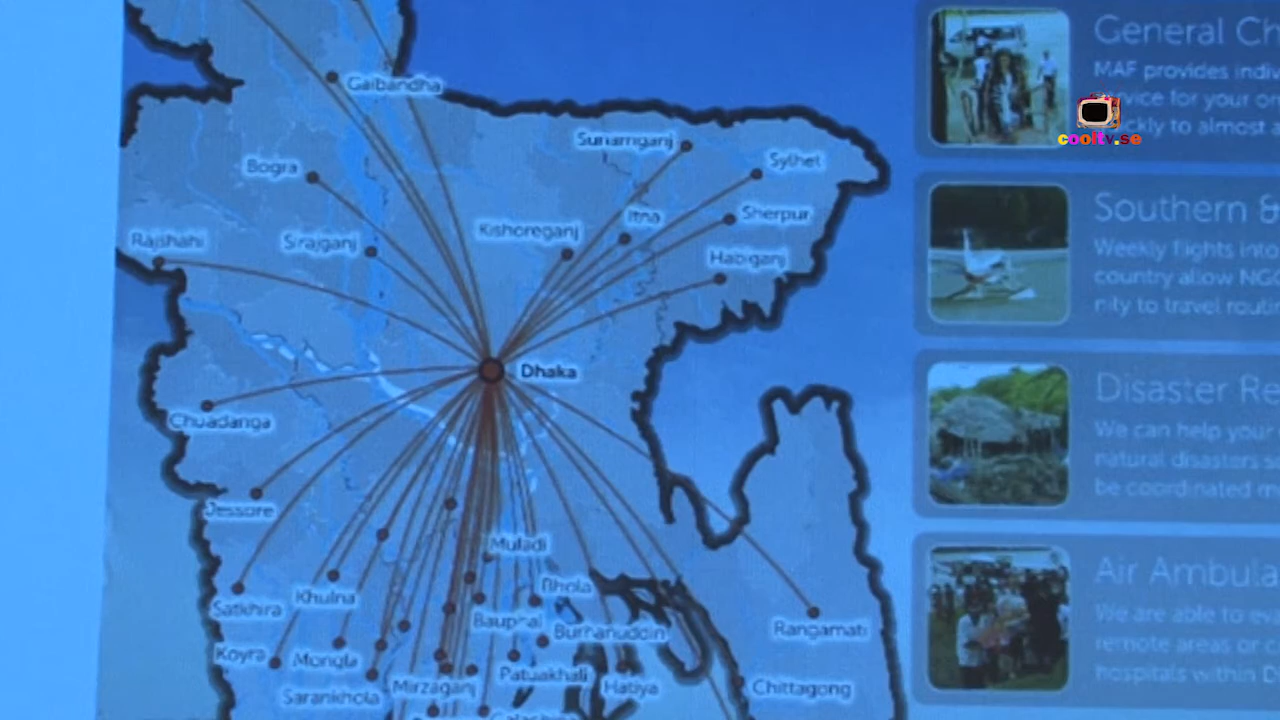 Gaibandha
Sunamganj
Bogra
Sylhet
Itna
Sherpur
Kishoreganj
Rajshahi
Sirajganj
Habiganj
Dhaka
Chuadanga
Jessore
Muladi
Bhola
Khulna
Satkhira
Bauphal
Burhanuddin
Rangamati
Koyra
Mongla
Patuakhali
Hatiya
Chittagong
Sarankhola
Mirzaganj
General Ch
MAF provides indiv
rvice for your or
ckly to almost a
cooltv.se
Southern &
Weekly flights into
country allow NGO
nity to travel routin
Disaster Re
We can help your
natural disasters s
be coordinated m
Air Ambula
We are able to ev
remote areas or c
hospitals within D